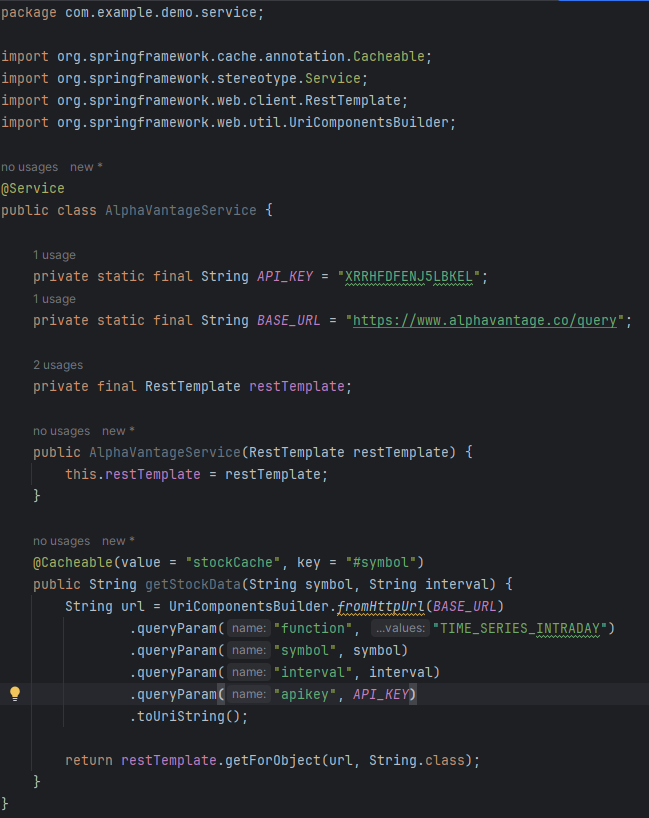 package com.example.demo.service;
import org.springframework.cache.annotation.Cacheable;
import org.springframework.stereotype.Service;
import org.springframework.web.client.RestTemplate;
import org.springframework.web.util.UriComponentsBuilder;
no usages new *
@Service
public class AlphaVantageService {
1 usage
private static final String API_KEY = "XRRHFDFENJ5LBKEL";
1 usage
private static final String BASE_URL = "https://www.alphavantage.co/query";
2 usages
private final RestTemplate restTemplate;
no usages new *
public AlphaVantageService(RestTemplate restTemplate) {
this.restTemplate = restTemplate;
}
no usages new *
@Cacheable(value = "stockCache", key = "#symbol")
public String getStockData(String symbol, String interval) {
String url = UriComponentsBuilder.fromHttpUrl(BASE_URL)
.queryParam( name: "function", ...values: "TIME_SERIES_INTRADAY")
.queryParam( name: "symbol", symbol)
.queryParam( name: "interval", interval)
.queryParam( name: "apikey", API_KEY)
.toUriString();
return restTemplate.getForObject(url, String.class);
}
}